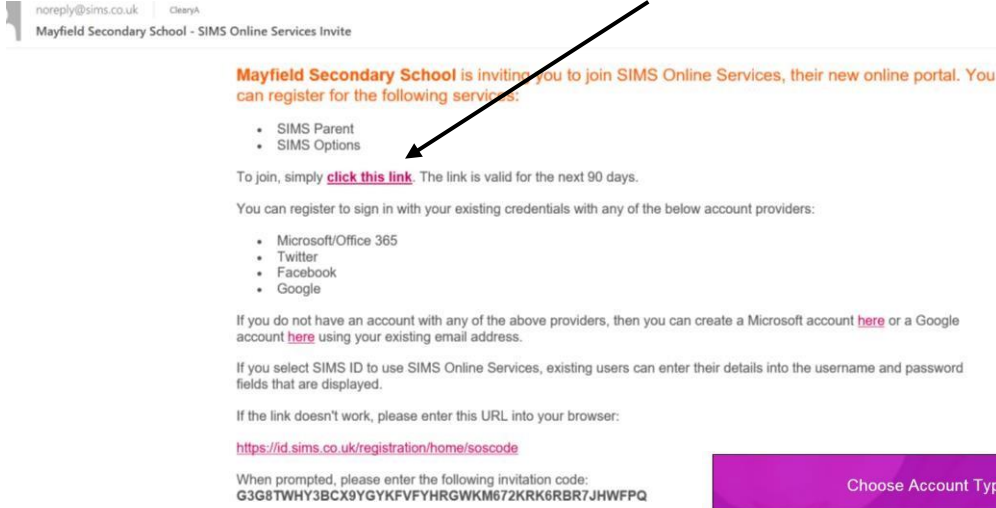 noreply@sims.co.uk ClearyA
Mayfield Secondary School - SIMS Online Services Invite
Mayfield Secondary School is inviting you to join SIMS Online Services, their new online portal. You
can register for the following services:
• SIMS Parent
• SIMS Options
To join, simply click this link. The link is valid for the next 90 days.
You can register to sign in with your existing credentials with any of the below account providers:
• Microsoft/Office 365
• Twitter
• Facebook
• Google
If you do not have an account with any of the above providers, then you can create a Microsoft account here or a Google
account here using your existing email address.
If you select SIMS ID to use SIMS Online Services, existing users can enter their details into the username and password
fields that are displayed.
If the link doesn't work, please enter this URL into your browser:
https://id.sims.co.uk/registration/home/soscode
When prompted, please enter the following invitation code:
G3G8TWHY3BCX9YGYKFVFYHRGWKM672KRK6RBR7JHWFPQ
Choose Account Typ